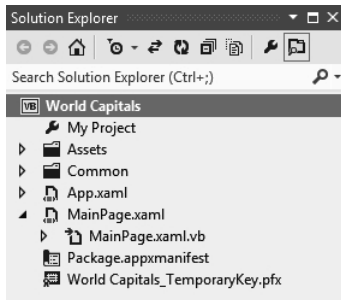 Solution Explorer
Search Solution Explorer (Ctrl+;)
VB World Capitals
My Project
Assets
Common
App.xaml
MainPage.xaml
MainPage.xaml.vb
Package.appxmanifest
World Capitals_TemporaryKey.pfx